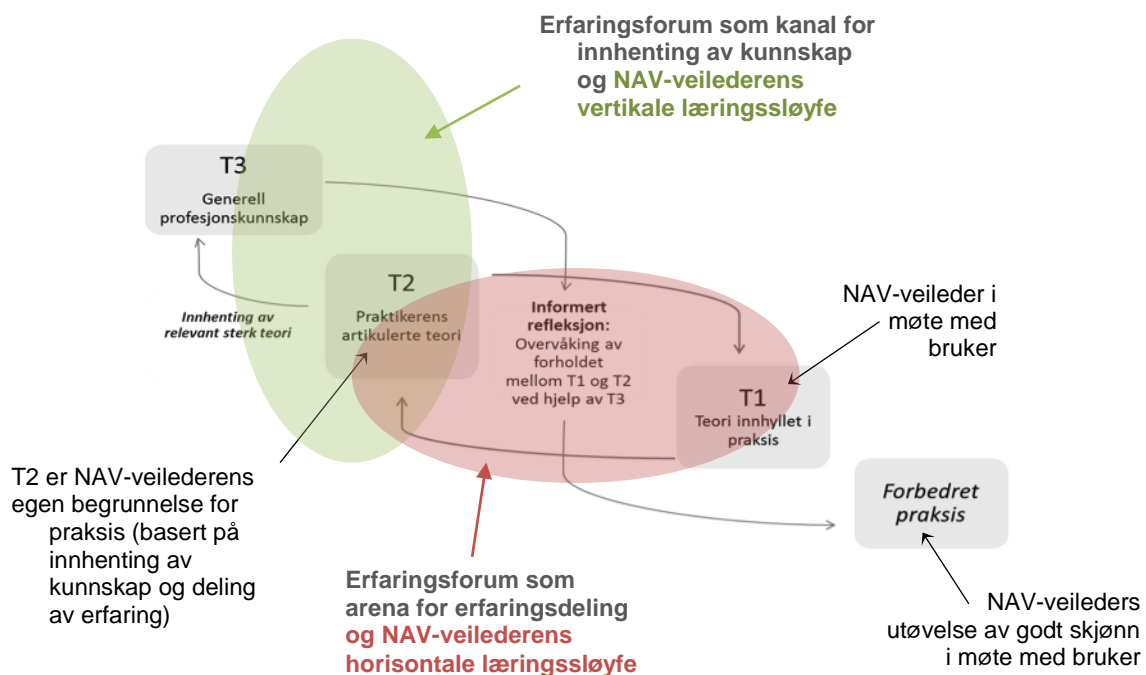 Erfaringsforum som kanal for
innhenting av kunnskap
og NAV-veilederens
vertikale læringssløyfe
T3
Generell
profesjonskunnskap
T2
Praktikerens
artikulerte teori
Innhenting av
relevant sterk teori
Informert
refleksjon:
Overvåking av
forholdet
mellom T1 og T2
ved hjelp av T3
NAV-veileder i
møte med
bruker
T1
Teori innhyllet i
praksis
T2 er NAV-veilederens
egen begrunnelse for
praksis (basert på
innhenting av
kunnskap og deling
av erfaring)
Forbedret
praksis
Erfaringsforum som
arena for erfaringsdeling
og NAV-veilederens
horisontale læringssløyfe
NAV-veileders
utøvelse av godt skjønn
i møte med bruker